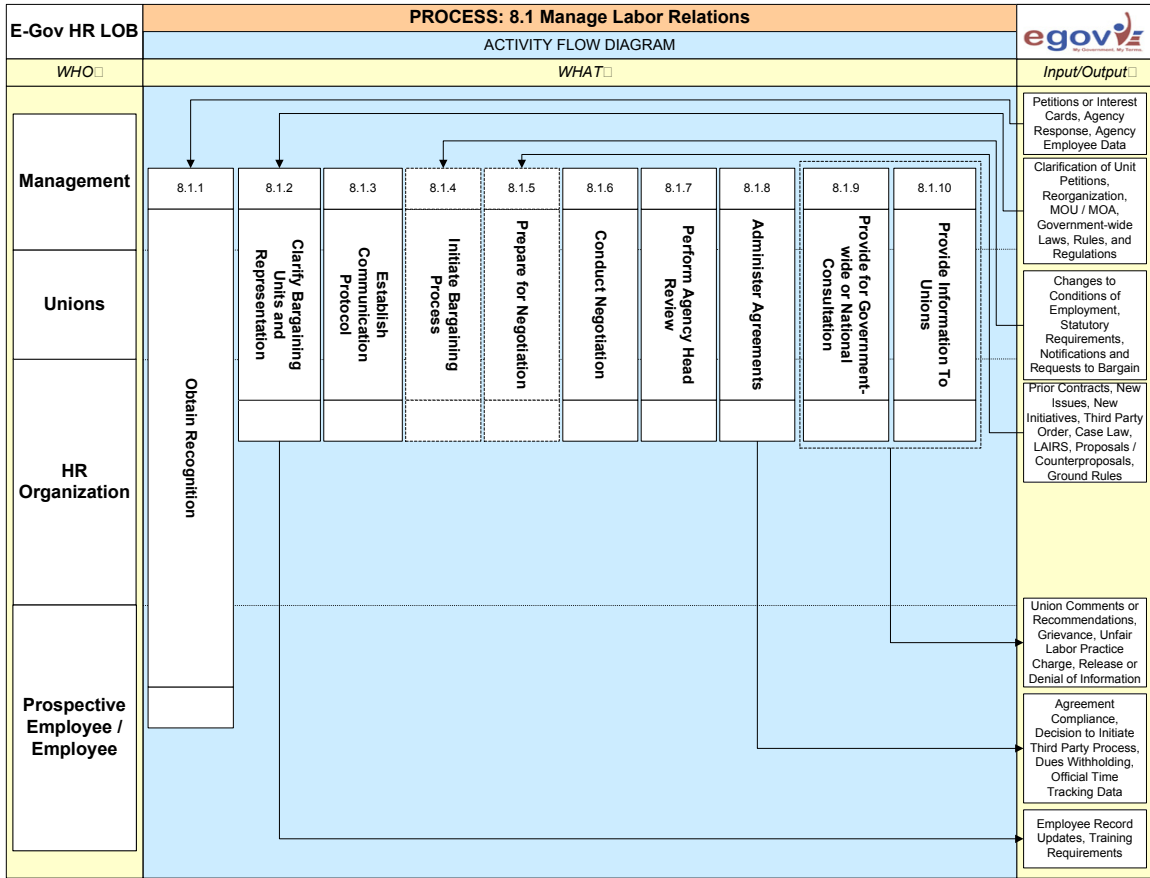 E-Gov HR LOB
PROCESS: 8.1 Manage Labor Relations
ACTIVITY FLOW DIAGRAM
egov
My Government. My Terms.
WHO□
WHAT□
Input/Output□
Management
Unions
HR
Organization
Prospective
Employee /
Employee
8.1.1
Obtain Recognition
8.1.2
Clarify Bargaining
Units and
Representation
8.1.3
Establish
Communication
Protocol
8.1.4
Initiate Bargaining
Process
8.1.5
Prepare for Negotiation
8.1.6
Conduct Negotiation
8.1.7
Perform Agency Head
Review
8.1.8
Administer Agreements
8.1.9
Provide for Government-
wide or National
Consultation
8.1.10
Provide Information To
Unions
Petitions or Interest
Cards, Agency
Response, Agency
Employee Data
Clarification of Unit
Petitions,
Reorganization,
MOU / MOA,
Government-wide
Laws, Rules, and
Regulations
Changes to
Conditions of
Employment,
Statutory
Requirements,
Notifications and
Requests to Bargain
Prior Contracts, New
Issues, New
Initiatives, Third Party
Order, Case Law,
LAIRS, Proposals /
Counterproposals,
Ground Rules
Union Comments or
Recommendations,
Grievance, Unfair
Labor Practice
Charge, Release or
Denial of Information
Agreement
Compliance,
Decision to Initiate
Third Party Process,
Dues Withholding,
Official Time
Tracking Data
Employee Record
Updates, Training
Requirements